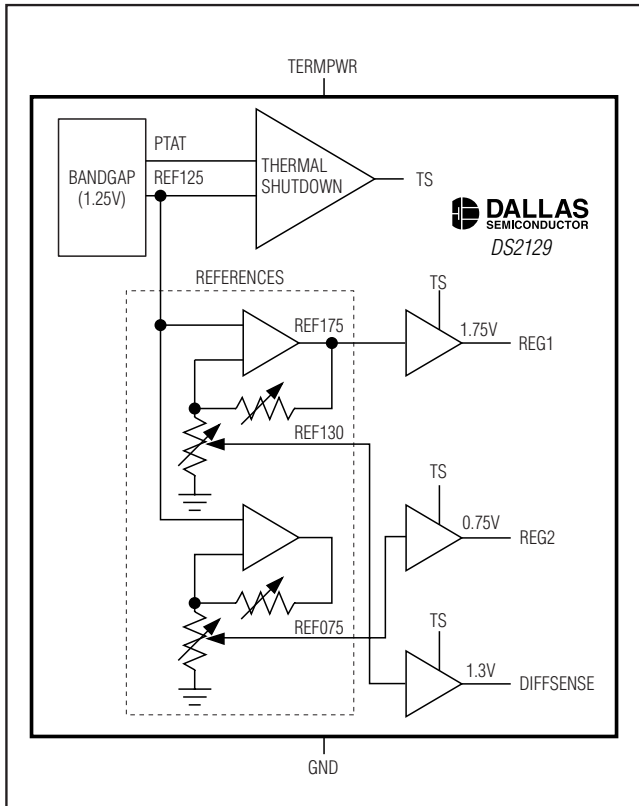 TERMPWR
BANDGAP
(1.25V)
PTAT
REF125
THERMAL
SHUTDOWN
TS
DALLAS
SEMICONDUCTOR
DS2129
REFERENCES
REF175
TS
1.75V
REG1
REF130
TS
0.75V
REG2
REF075
TS
1.3V
DIFFSENSE
GND